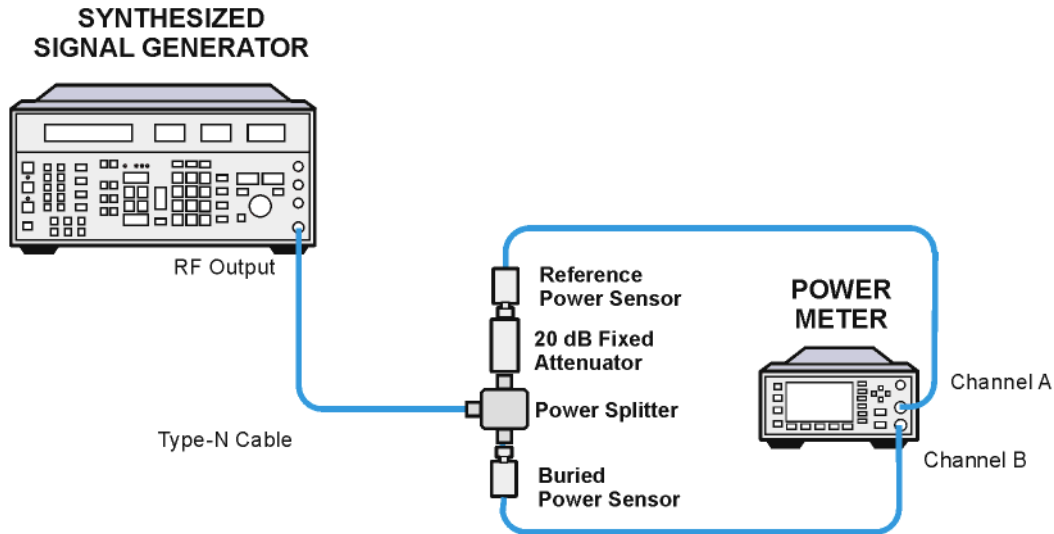 SYNTHESIZED
SIGNAL GENERATOR
RF Output
Reference
Power Sensor
20 dB Fixed
Attenuator
Power Splitter
Type-N Cable
Buried
Power Sensor
POWER
METER
Channel A
Channel B